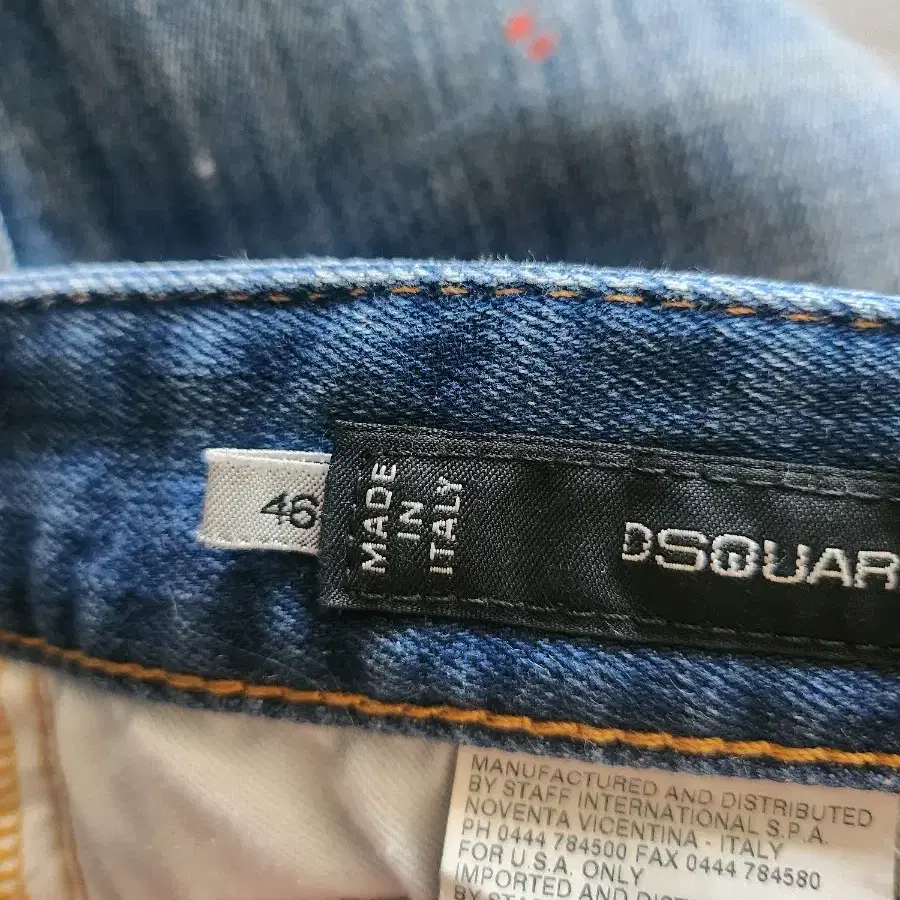 46
MADE
IN
ITALY
DSQUAR
MANUFACTURED AND DISTRIBUTED
BY STAFF INTERNATIONAL S.P.A.
NOVENTA VICENTINA - ITALY
PH 0444 784500 FAX 0444 784580
FOR U.S.A. ONLY
IMPORTED AND
BY